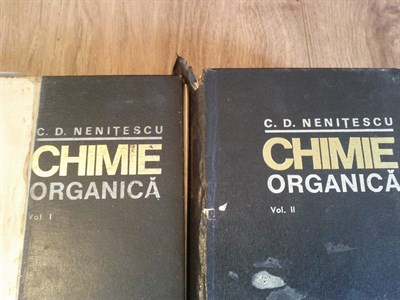 C. D. NENIȚESCU
CHIMIE
ORGANICĂ
Vol. I
C. D. NENIȚESCU
CHIMIE
ORGANICĂ
Vol. II